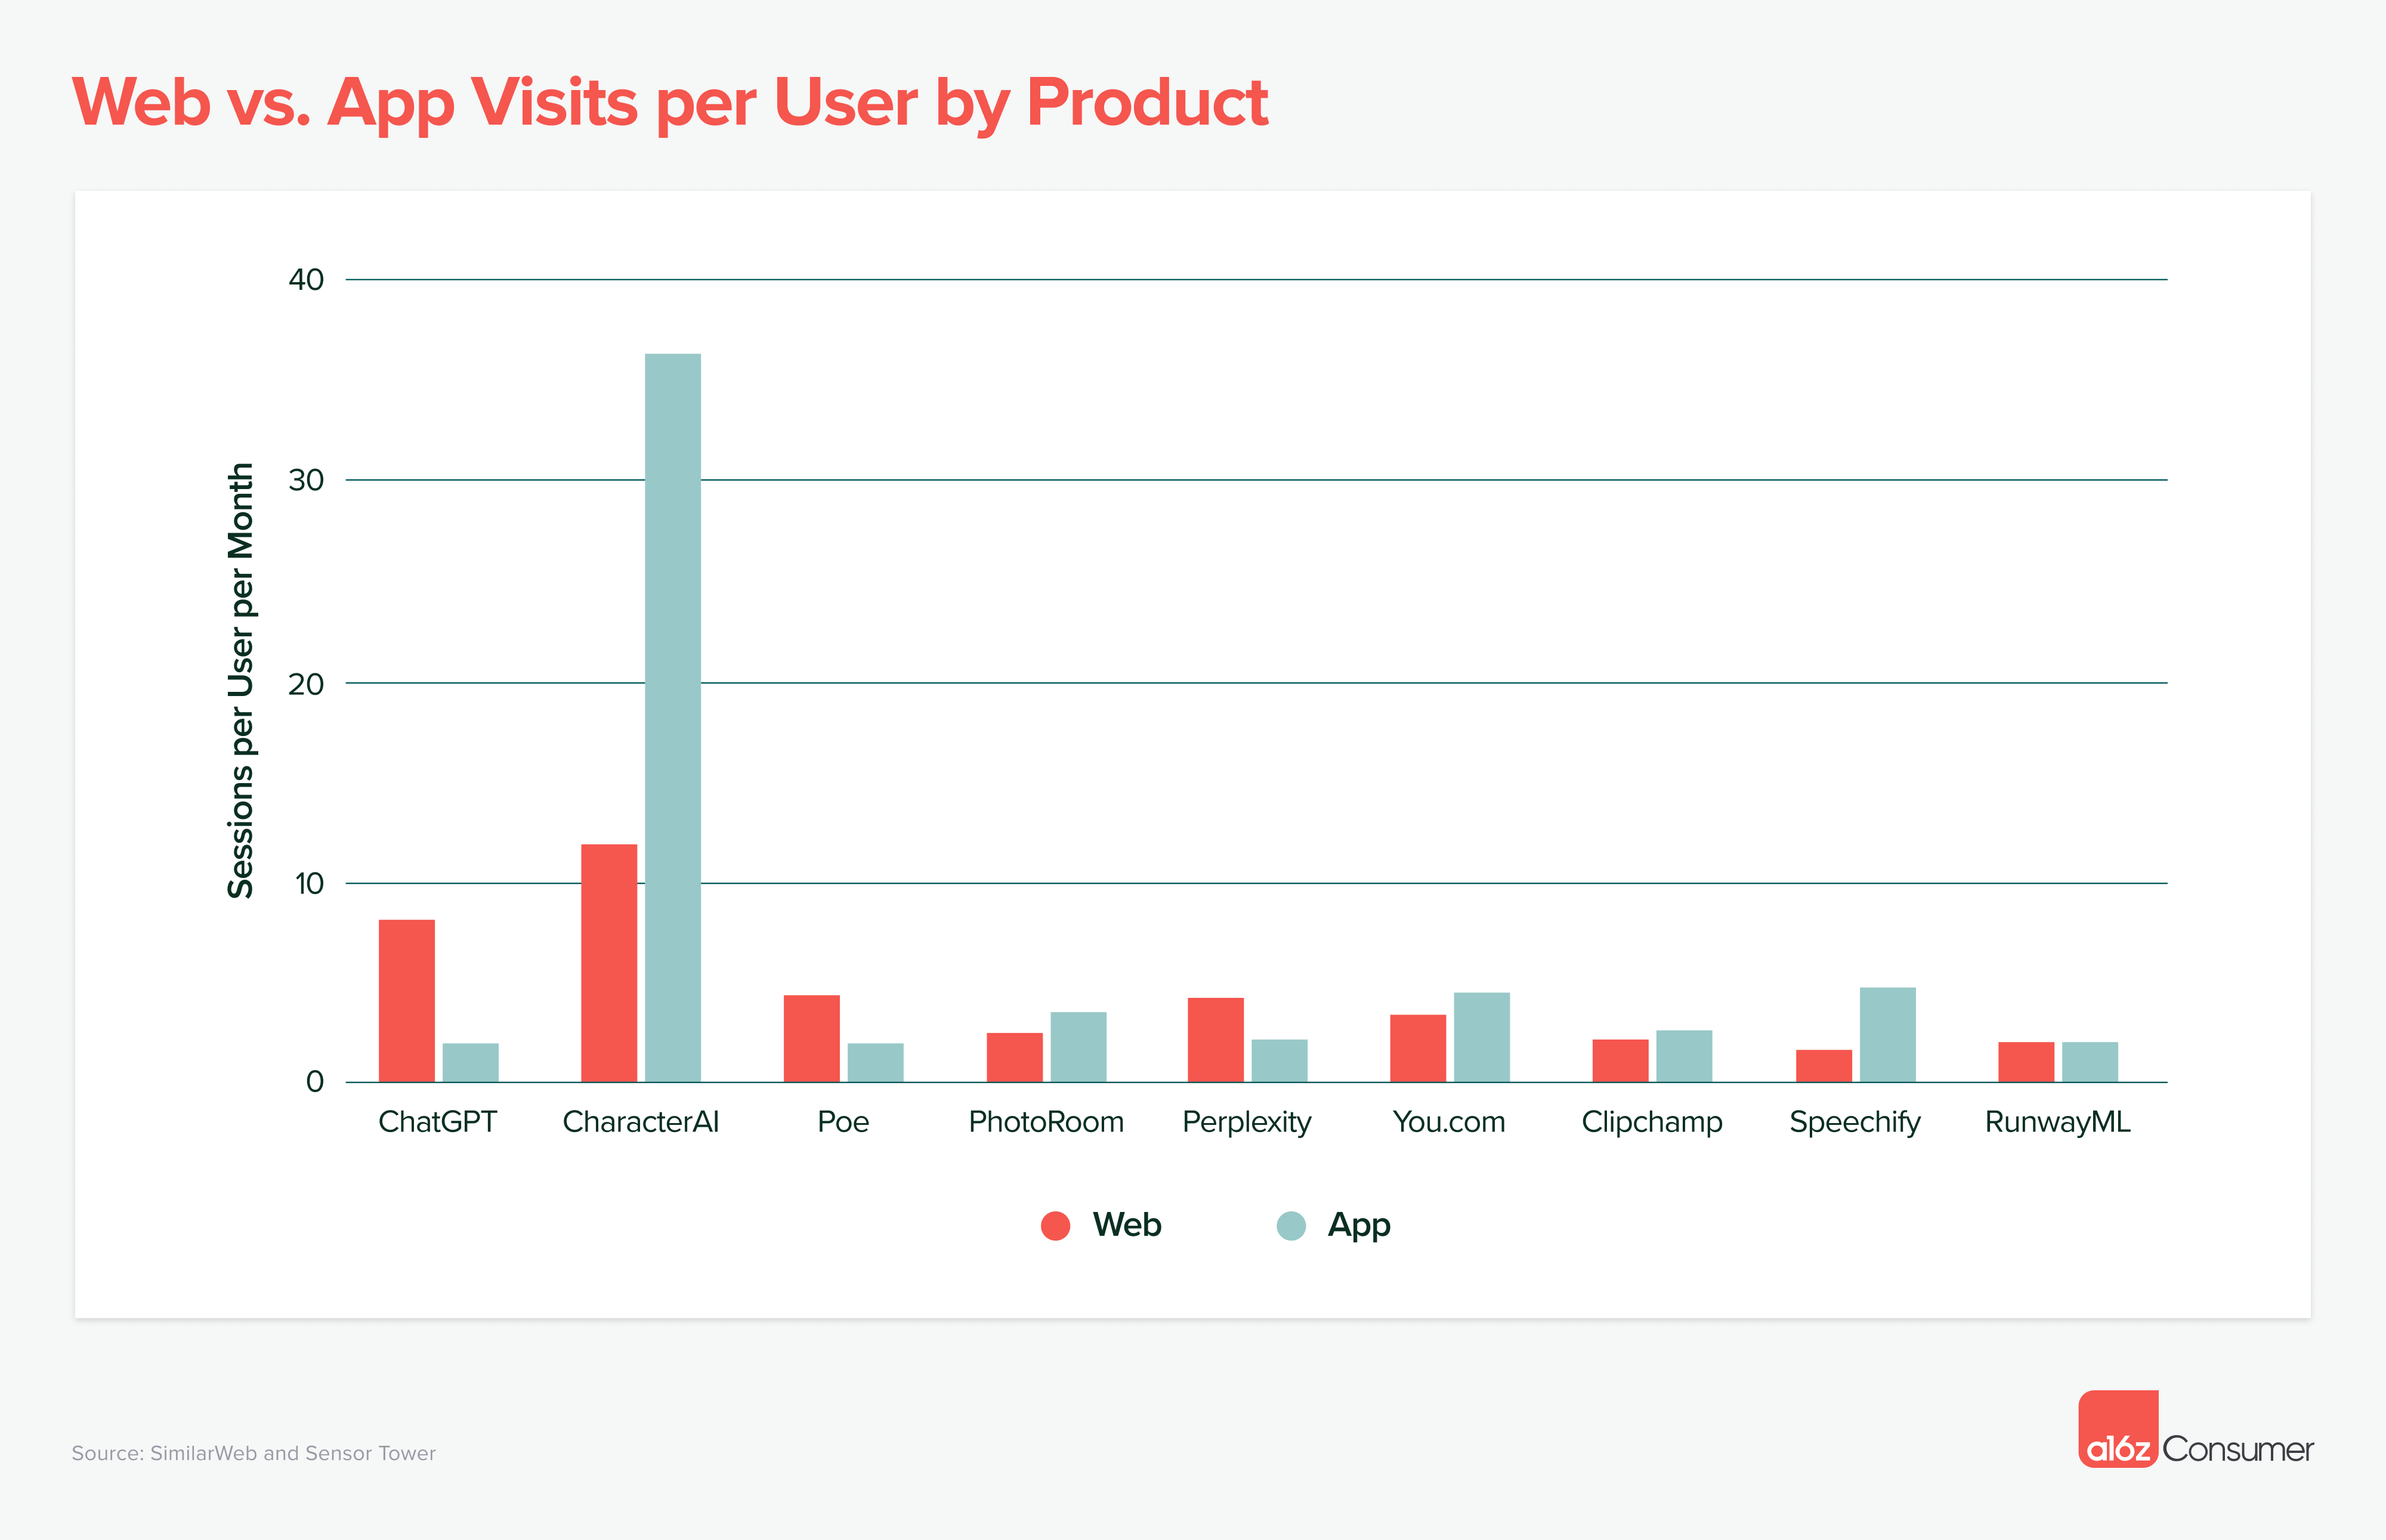 Web vs. App Visits per User by Product
Sessions per User per Month
40
30
20
10
0
ChatGPT
CharacterAI
Poe
PhotoRoom
Perplexity
You.com
Clipchamp
Speechify
RunwayML
Web
App
Source: SimilarWeb and Sensor Tower
a16z Consumer